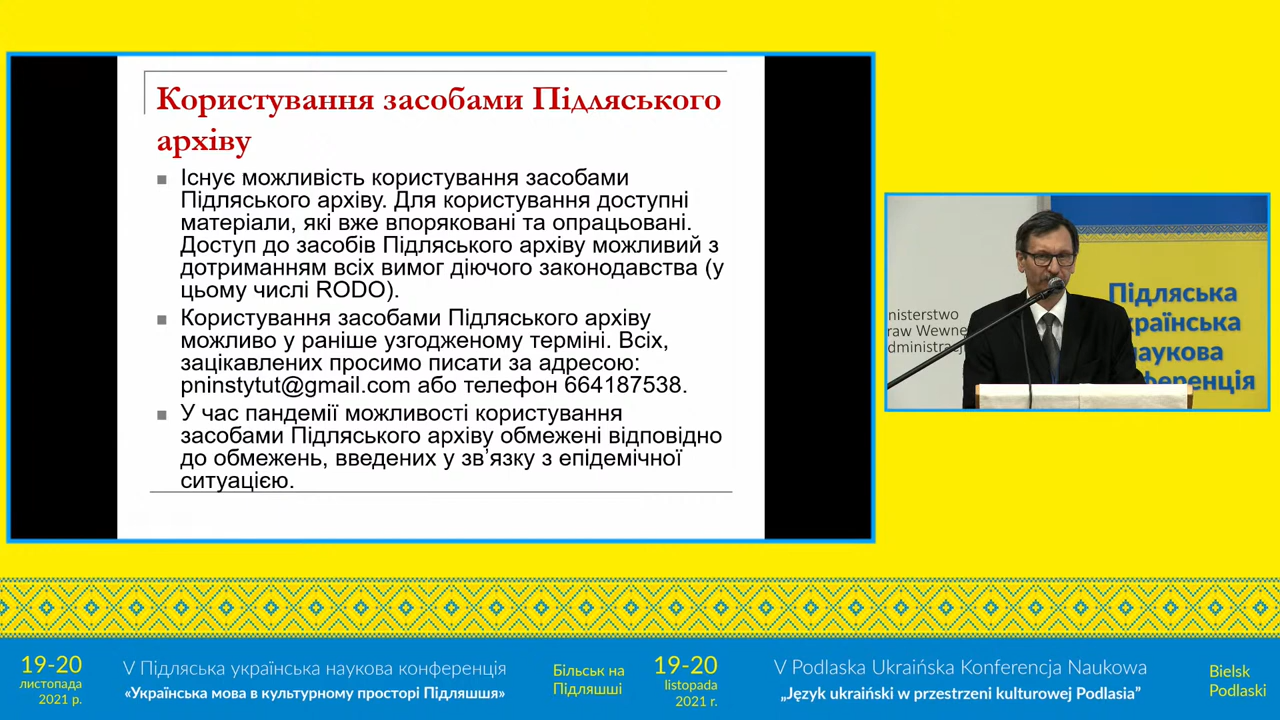 Користування засобами Підляського
архіву
Існує можливість користування засобами
Підляського архіву. Для користування доступні
матеріали, які вже впоряковані та опрацьовані.
Доступ до засобів Підляського архіву можливий з
дотриманням всіх вимог діючого законодавства (у
цьому числі RODO).
Користування засобами Підляського архіву
можливо у раніше узгодженому терміні. Всіх,
зацікавлених просимо писати за адресою:
pninstytut@gmail.com або телефон 664187538.
У час пандемії можливості користування
засобами Підляського архіву обмежені відповідно
до обмежень, введених у зв’язку з епідемічної
ситуацією.
nisterstwo
raw Wewne
dministracj
Підляська
країнська
наукова
ференція
19-20
листопада
2021 р.
V Підляська українська наукова конференція
«Українська мова в культурному просторі Підляшшя»
Більськ на
Підляшші
19-20
listopada
2021 r.
V Podlaska Ukraińska Konferencja Naukowa
„Język ukraiński w przestrzeni kulturowej Podlasia”
Bielsk
Podlaski